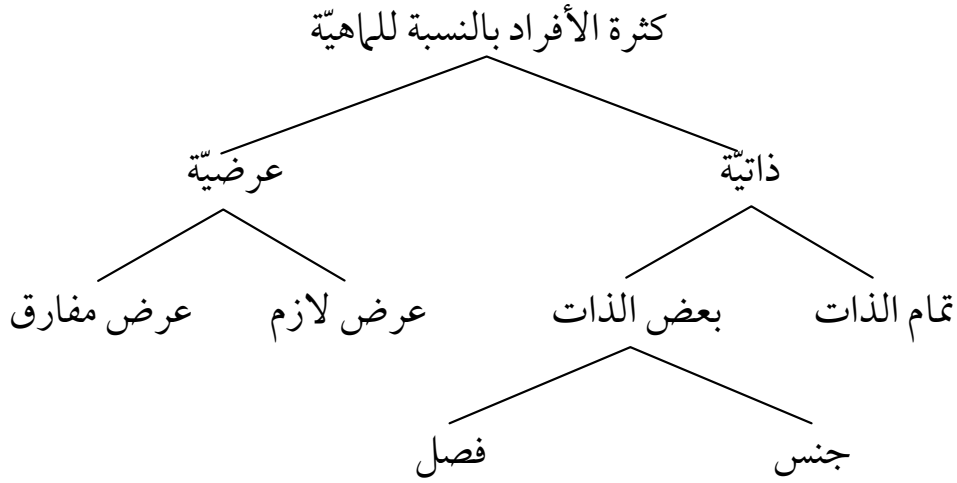 كثرة الأفراد بالنسبة للماهيّة
ذاتيّة عرضيّة
تمام الذات بعض الذات عرض لازم عرض مفارق
جنس فصل